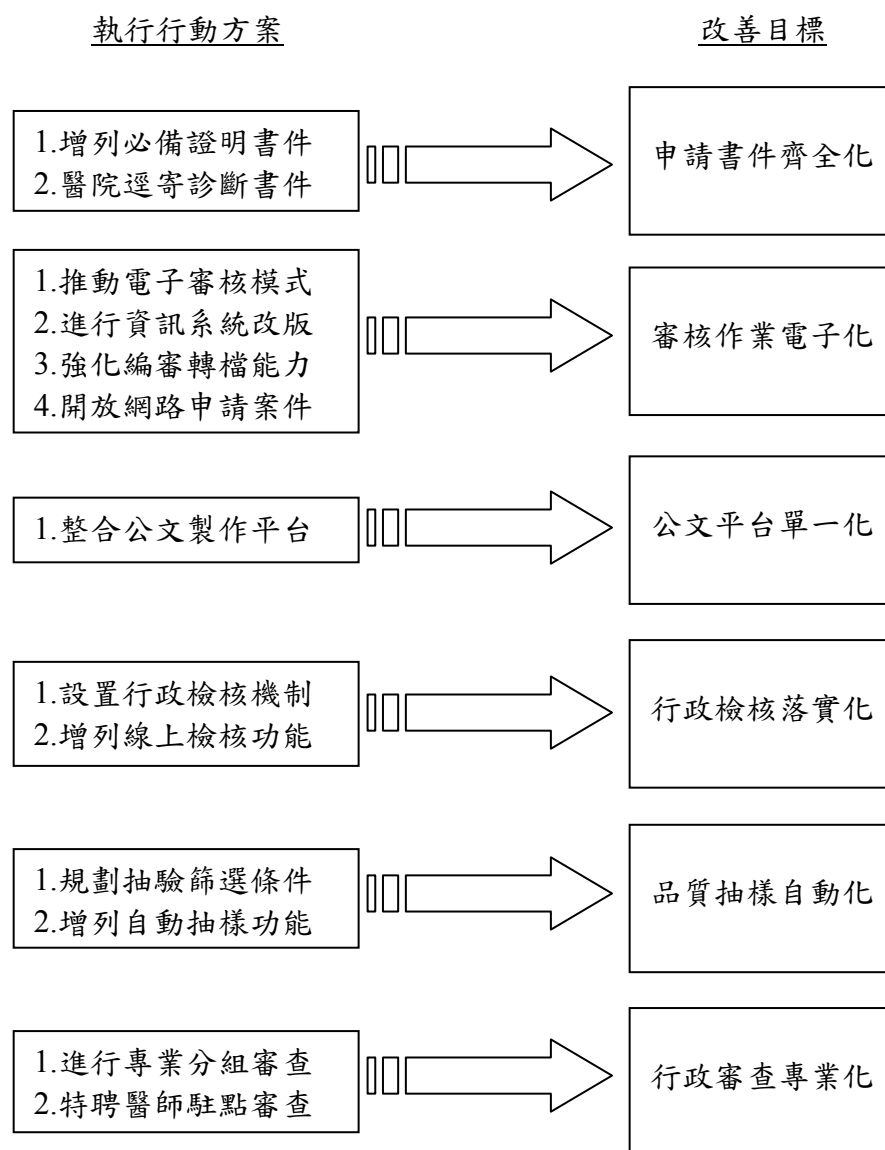 執行行動方案
改善目標
1.增列必備證明書件
2.醫院逕寄診斷書件
申請書件齊全化
1.推動電子審核模式
2.進行資訊系統改版
3.強化編審轉檔能力
4.開放網路申請案件
審核作業電子化
1.整合公文製作平台
公文平台單一化
1.設置行政檢核機制
2.增列線上檢核功能
行政檢核落實化
1.規劃抽驗篩選條件
2.增列自動抽樣功能
品質抽樣自動化
1.進行專業分組審查
2.特聘醫師駐點審查
行政審查專業化